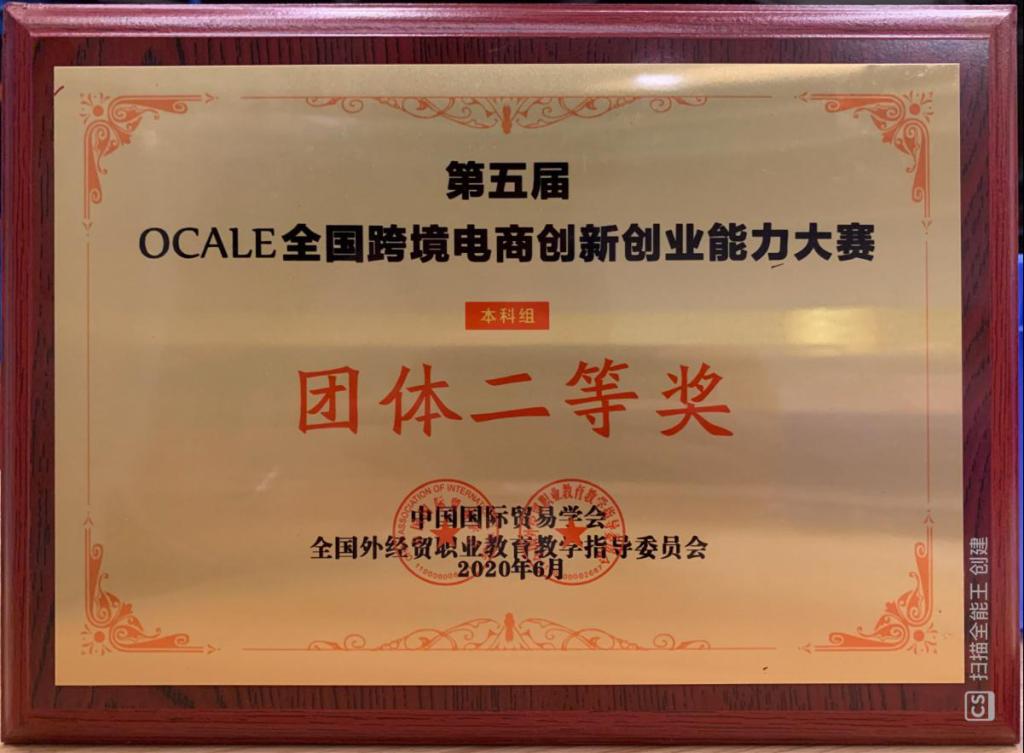 第五届
OCALE全国跨境电商创新创业能力大赛
本科组
团体二等奖
中国国际贸易学会
全国外经贸职业教育教学指导委员会
2020年6月
CS 扫描全能王 创建